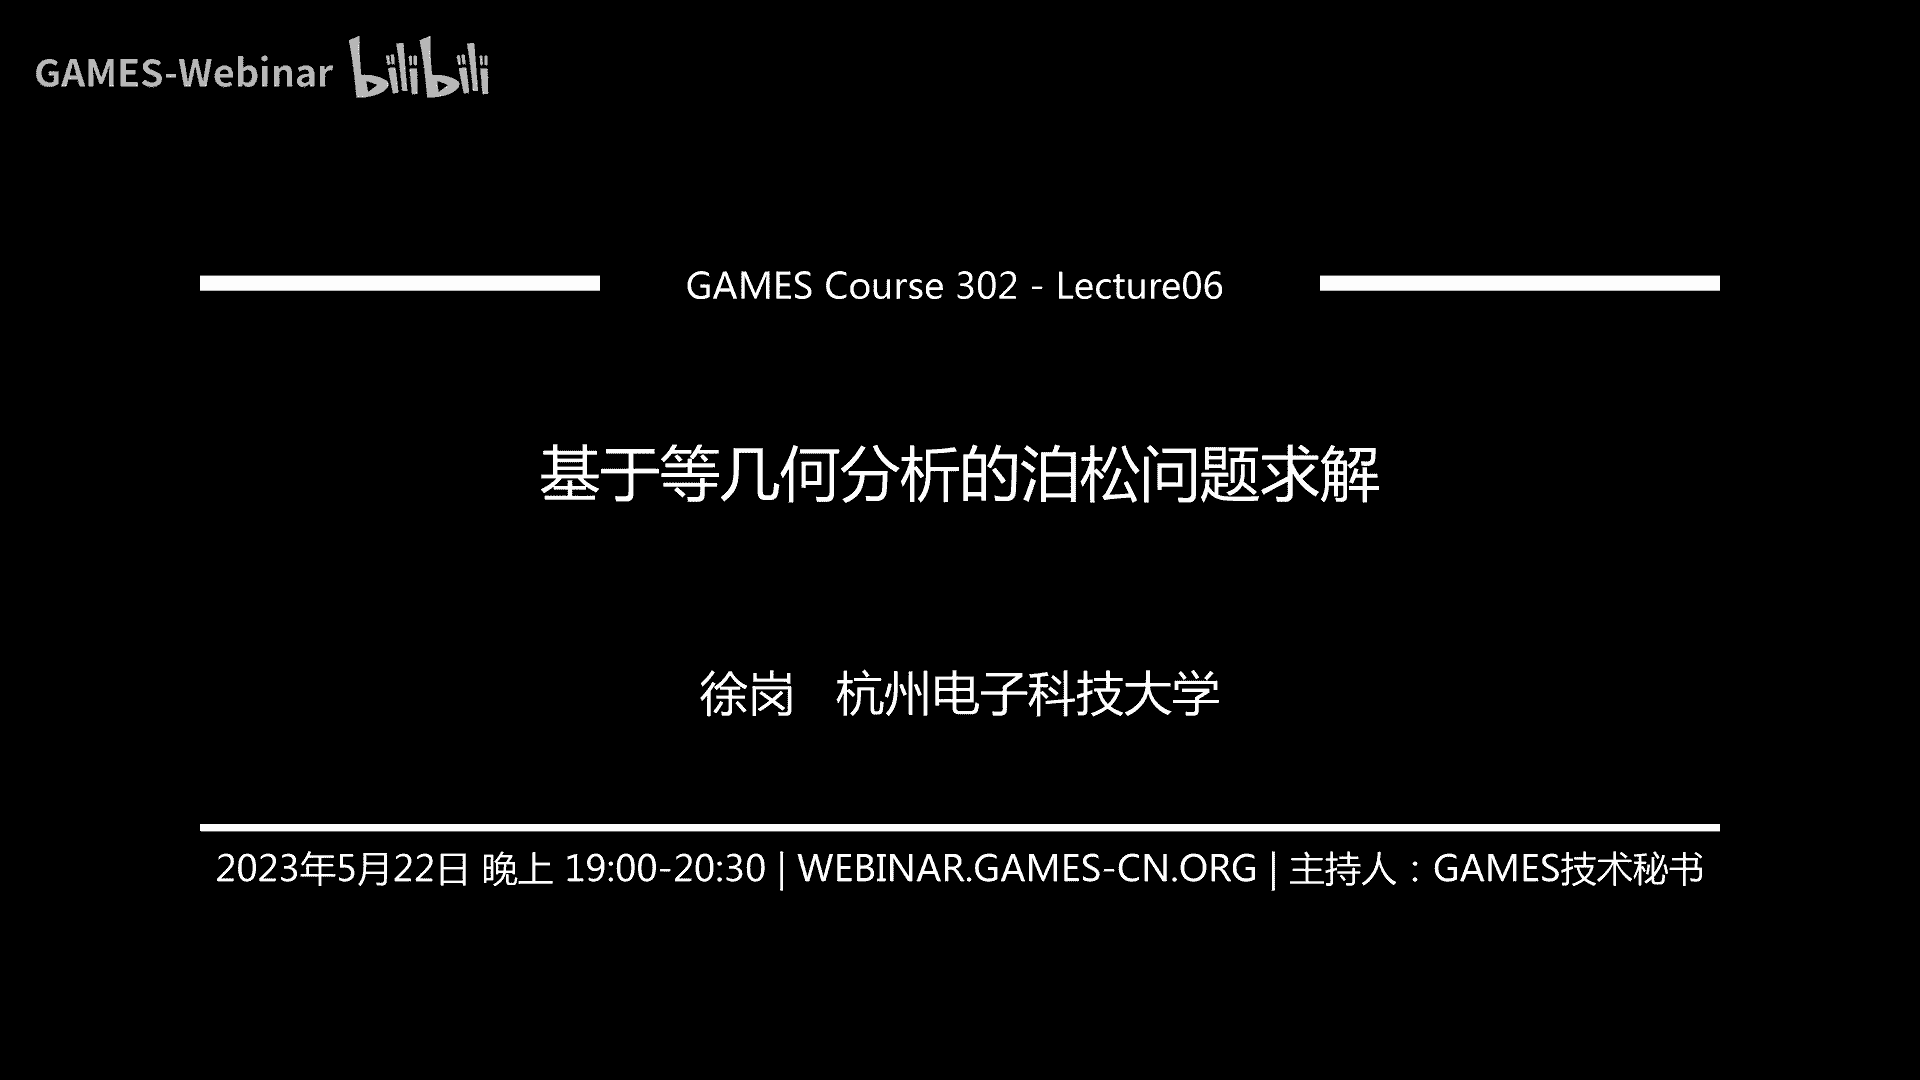 GAMES-Webinar bilibili
GAMES Course 302 - Lecture06
基于等几何分析的泊松问题求解
徐岗 杭州电子科技大学
2023年5月22日 晚上 19:00-20:30 | WEBINAR.GAMES-CN.ORG | 主持人：GAMES技术秘书